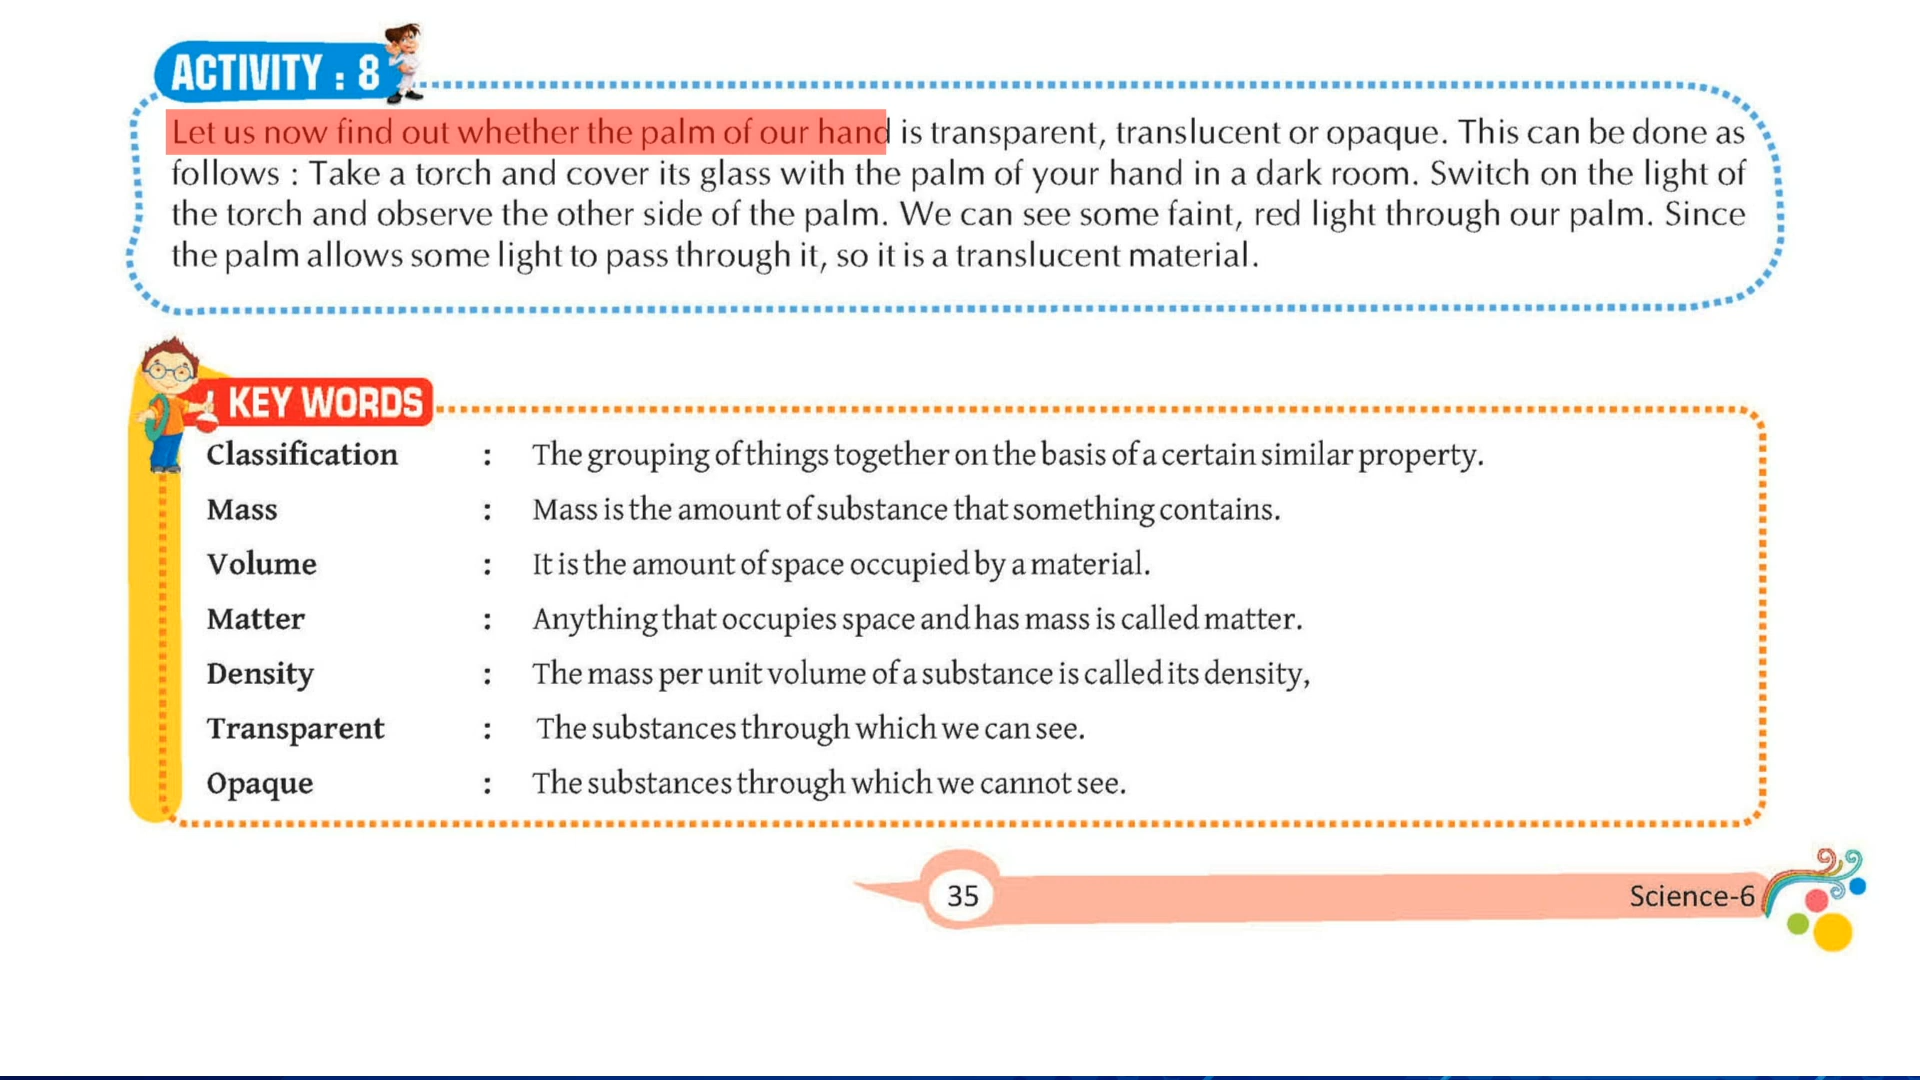 ACTIVITY : 8
Let us now find out whether the palm of our hand is transparent, translucent or opaque. This can be done as
follows : Take a torch and cover its glass with the palm of your hand in a dark room. Switch on the light of
the torch and observe the other side of the palm. We can see some faint, red light through our palm. Since
the palm allows some light to pass through it, so it is a translucent material.
KEY WORDS
Classification : The grouping of things together on the basis of a certain similar property.
Mass : Mass is the amount of substance that something contains.
Volume : It is the amount of space occupied by a material.
Matter : Anything that occupies space and has mass is called matter.
Density : The mass per unit volume of a substance is called its density,
Transparent : The substances through which we can see.
Opaque : The substances through which we cannot see.
35
Science-6